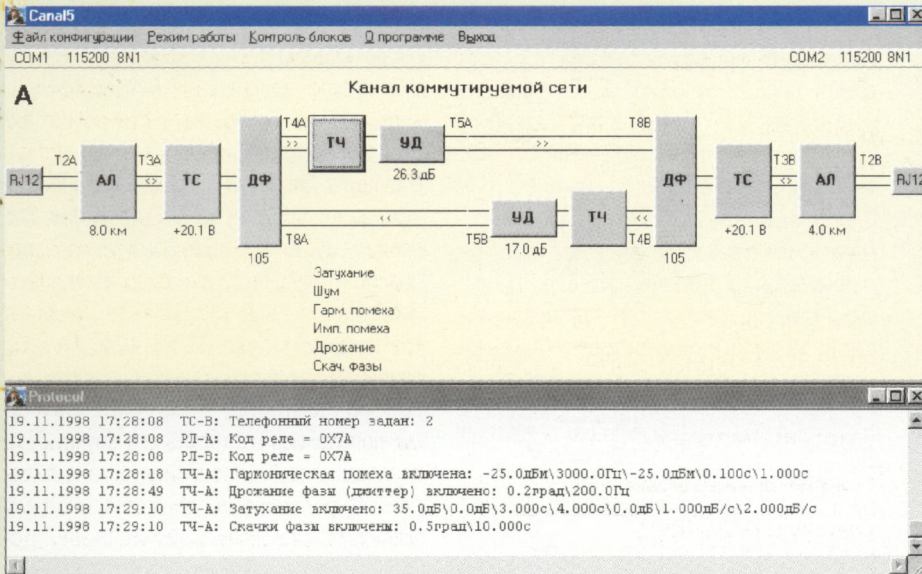 Canal5
Файл конфигурации Режим работы Контроль блоков О программе Выход
COM1 115200 8N1 COM2 115200 8N1
А Канал коммутируемой сети
T4A T5A T8B
>> ТЧ УД >>
26.3 дБ
T2A T3A T3B T2B
RJ12 АЛ <> ТС ДФ ДФ ТС <> АЛ RJ12
<< УД ТЧ <<
8.0 км +20.1 В T8A T5B 17.0 дБ T4B +20.1 В 4.0 км
105 105
Затухание
Шум
Гарм. помеха
Имп. помеха
Дрожание
Скач. фазы
Protocol
19.11.1998 17:28:08 ТС-В: Телефонный номер задан: 2
19.11.1998 17:28:08 РЛ-А: Код реле = 0X7A
19.11.1998 17:28:08 РЛ-В: Код реле = 0X7A
19.11.1998 17:28:18 ТЧ-А: Гармоническая помеха включена: -25.0дБм\3000.0Гц\-25.0дБм\0.100с\1.000с
19.11.1998 17:28:49 ТЧ-А: Дрожание фазы (джиттер) включено: 0.2град\200.0Гц
19.11.1998 17:29:10 ТЧ-А: Затухание включено: 35.0дБ\0.0дБ\3.000с\4.000с\0.0дБ\1.000дБ/с\2.000дБ/с
19.11.1998 17:29:10 ТЧ-А: Скачки фазы включены: 0.5град\10.000с